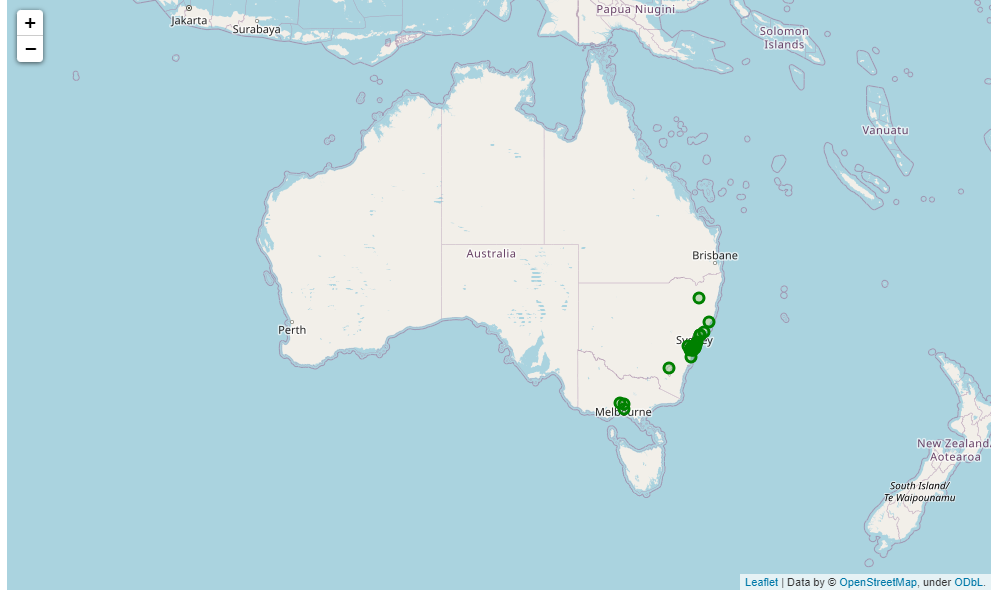 +
−
Jakarta
Surabaya
Papua Niugini
Solomon
Islands
Vanuatu
Australia
Brisbane
Perth
Sydney
Melbourne
New Zealand/
Aotearoa
South Island/
Te Waipounamu
Leaflet | Data by © OpenStreetMap, under ODbL.